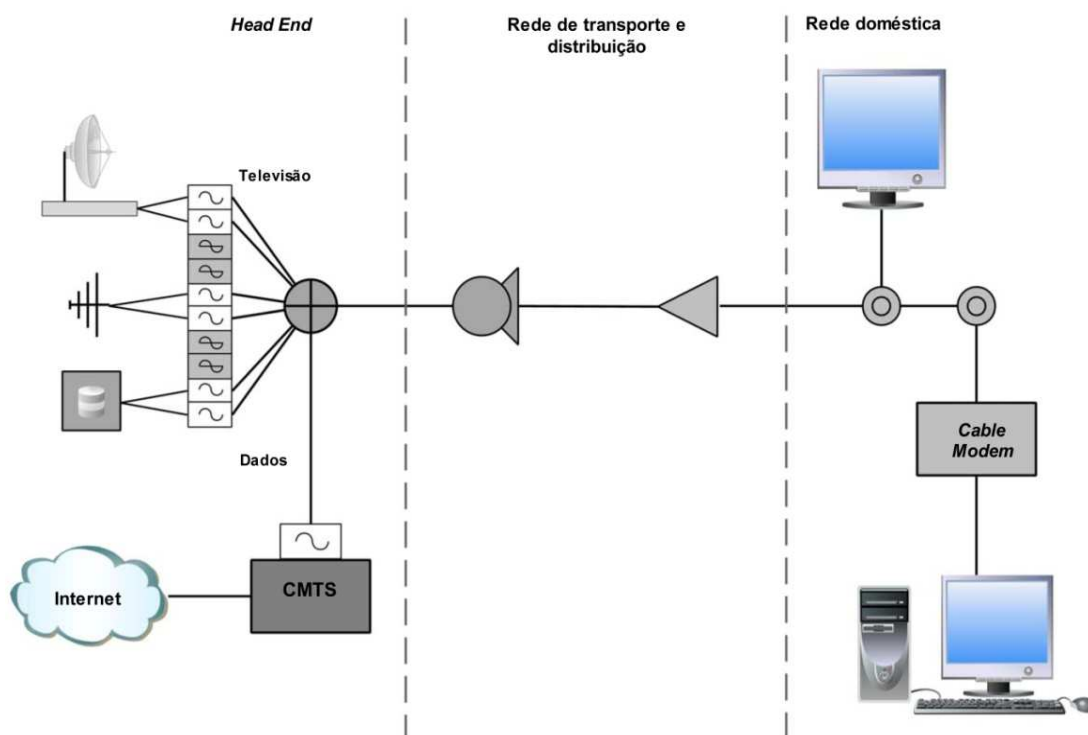 Head End
Rede de transporte e
distribuição
Rede doméstica
Televisão
Dados
Cable
Modem
Internet
CMTS